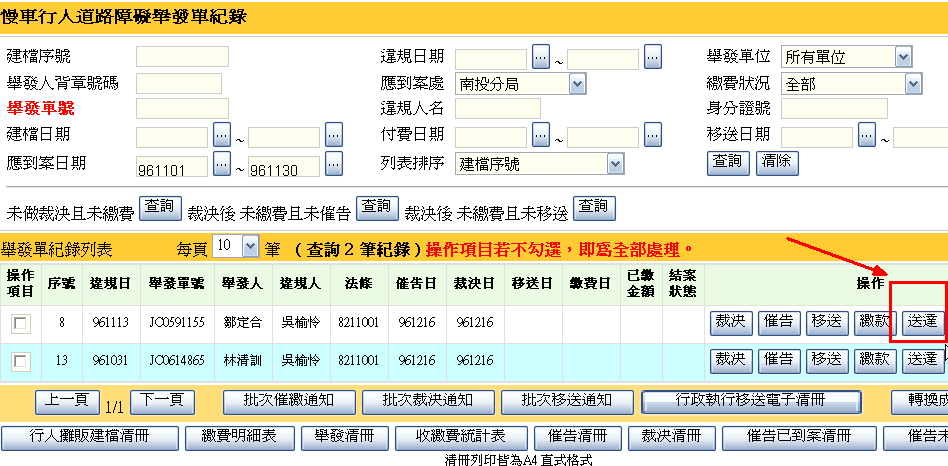 慢車行人道路障礙舉發單紀錄
建檔序號 違規日期 ... ~ ... 舉發單位 所有單位
舉發人背章號碼 應到案處 南投分局 繳費狀況 全部
舉發單號 違規人名 身分證號
建檔日期 ... ~ ... 付費日期 ... ~ ... 移送日期 ... ~
應到案日期 961101 ... ~ 961130 ... 列表排序 建檔序號 查詢 清除
未做裁決且未繳費 查詢 裁決後 未繳費且未催告 查詢 裁決後 未繳費且未移送 查詢
舉發單紀錄列表 每頁 10 筆 ( 查詢 2 筆紀錄 ) 操作項目若不勾選，即為全部處理。
操作項目 序號 違規日 舉發單號 舉發人 違規人 法條 催告日 裁決日 移送日 繳費日 已繳金額 結案狀態 操作
8 961113 JC0591155 鄒定合 吳榆怜 8211001 961216 961216 裁決 催告 移送 繳款 送達
13 961031 JC0614865 林清訓 吳榆怜 8211001 961216 961216 裁決 催告 移送 繳款 送達
上一頁 1/1 下一頁 批次催繳通知 批次裁決通知 批次移送通知 行政執行移送電子清冊 轉換成
行人攤販建檔清冊 繳費明細表 舉發清冊 收繳費統計表 催告清冊 裁決清冊 催告已到案清冊 催告未
清冊列印皆為A4 直式格式